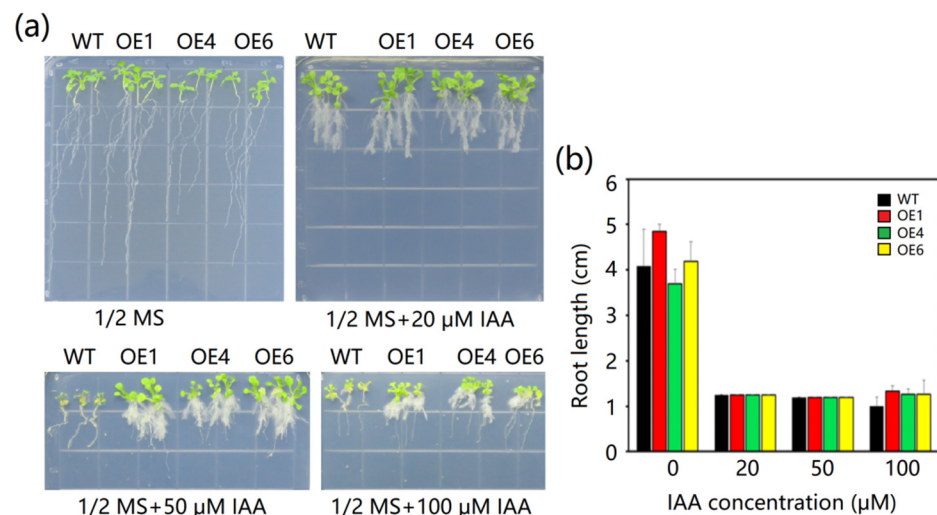 (a)
WT OE1 OE4 OE6
WT OE1 OE4 OE6
1/2 MS
1/2 MS+20 μM IAA
WT OE1 OE4 OE6
WT OE1 OE4 OE6
1/2 MS+50 μM IAA
1/2 MS+100 μM IAA
(b)
6
5
4
3
2
1
0
Root length (cm)
WT
OE1
OE4
OE6
0 20 50 100
IAA concentration (μM)